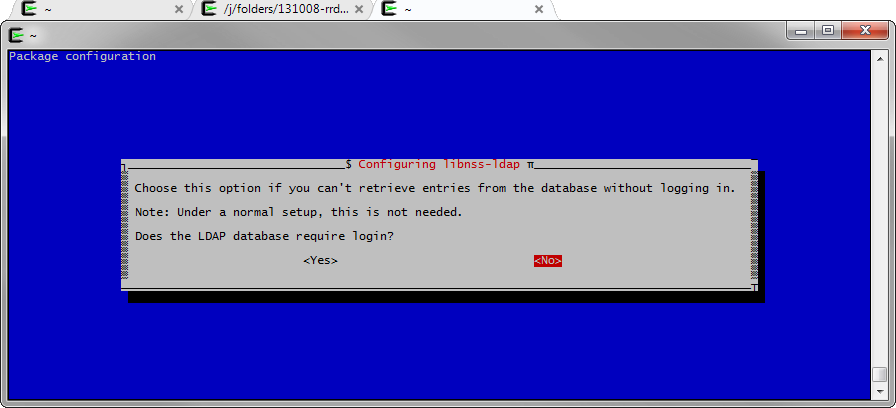 ~
/j/folders/131008-rrd...
~
~
Package configuration
$ Configuring libnss-ldap π
Choose this option if you can't retrieve entries from the database without logging in.
Note: Under a normal setup, this is not needed.
Does the LDAP database require login?
<Yes> <No>